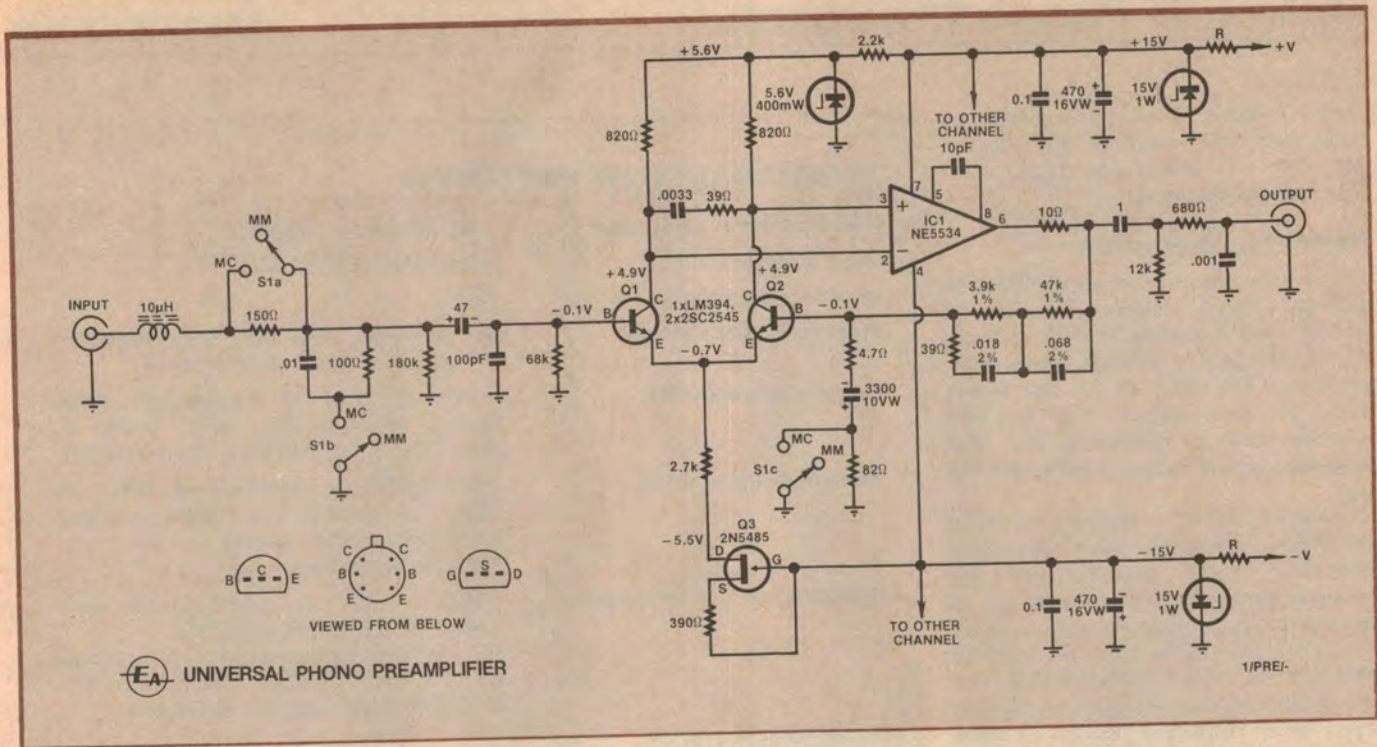 +5.6V
2.2k
+15V
R
+V
5.6V
400mW
0.1
470
16VW
+
−
15V
1W
820Ω
820Ω
TO OTHER
CHANNEL
10pF
.0033
39Ω
3
+
7
5
8
IC1
NE5534
6
2
−
4
10Ω
1
680Ω
OUTPUT
12k
.001
MM
MC
S1a
INPUT
10µH
150Ω
.01
100Ω
180k
47
+
−
100pF
68k
−0.1V
+4.9V
Q1
B
C
E
1xLM394,
2x2SC2545
+4.9V
Q2
C
B
E
−0.1V
−0.7V
3.9k
1%
47k
1%
39Ω
.018
2%
.068
2%
4.7Ω
−
3300
10VW
+
MC
S1b
MM
MC
MM
S1c
82Ω
2.7k
−5.5V
Q3
2N5485
D
G
S
390Ω
TO OTHER
CHANNEL
−15V
R
−V
0.1
470
16VW
−
+
15V
1W
B C E
C C
B B
E E
G S D
VIEWED FROM BELOW
EA UNIVERSAL PHONO PREAMPLIFIER
1/PRE/-